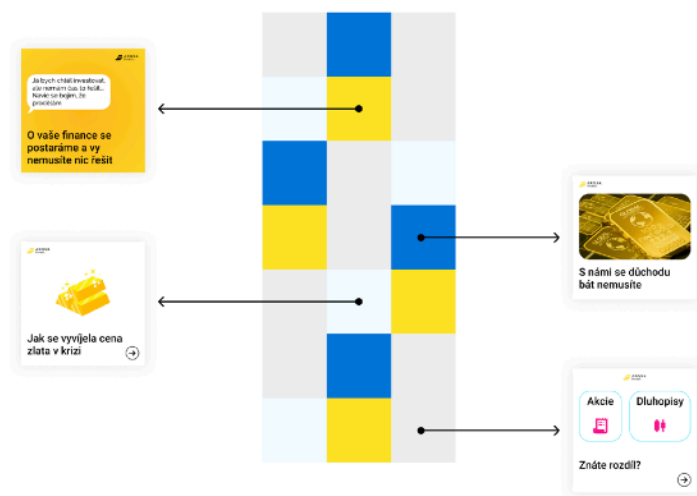 Já bych chtěl investovat,
ale nemám čas to řešit...
Navíc se bojím, že
prodělám
O vaše finance se
postaráme a vy
nemusíte nic řešit
S námi se důchodu
bát nemusíte
Jak se vyvíjela cena
zlata v krizi
Akcie
Dluhopisy
Znáte rozdíl?